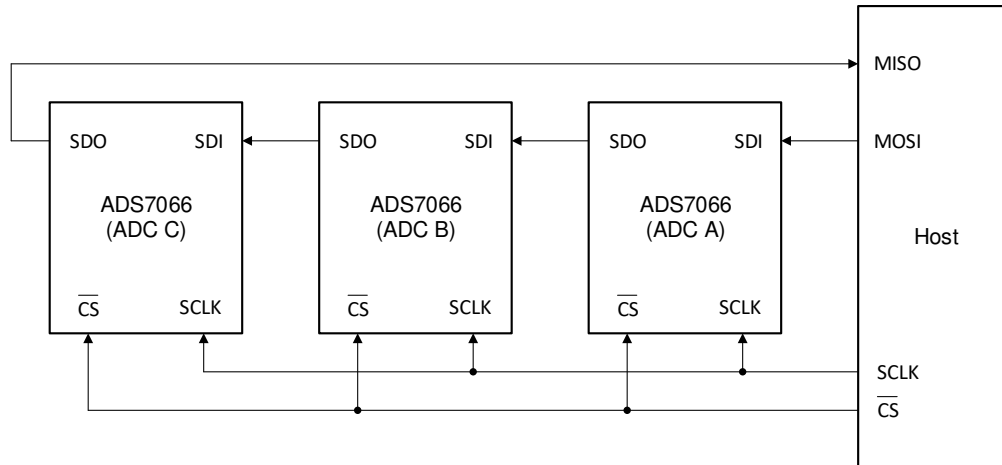 MISO
SDO SDI SDO SDI SDO SDI MOSI
ADS7066 ADS7066 ADS7066
(ADC C) (ADC B) (ADC A)
Host
CS SCLK CS SCLK CS SCLK
SCLK
CS